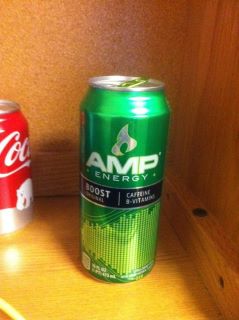 Coca
AMP
ENERGY
BOOST
ORIGINAL
CAFFEINE
B-VITAMINS